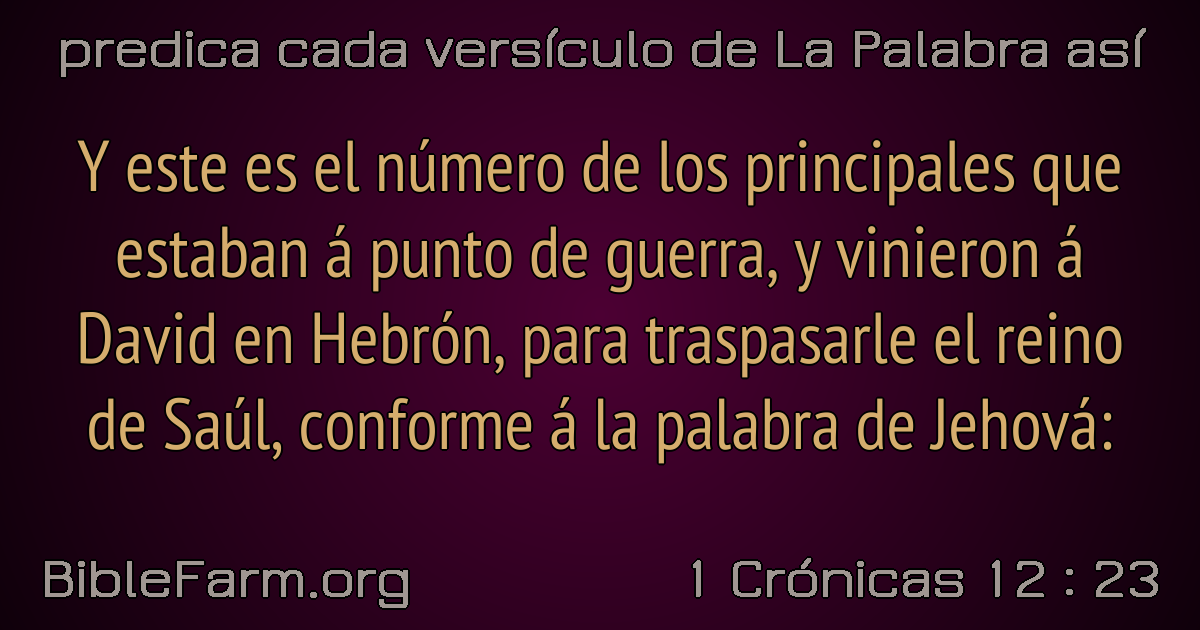 predica cada versículo de La Palabra así
Y este es el número de los principales que
estaban á punto de guerra, y vinieron á
David en Hebrón, para traspasarle el reino
de Saúl, conforme á la palabra de Jehová:
BibleFarm.org
1 Crónicas 12 : 23